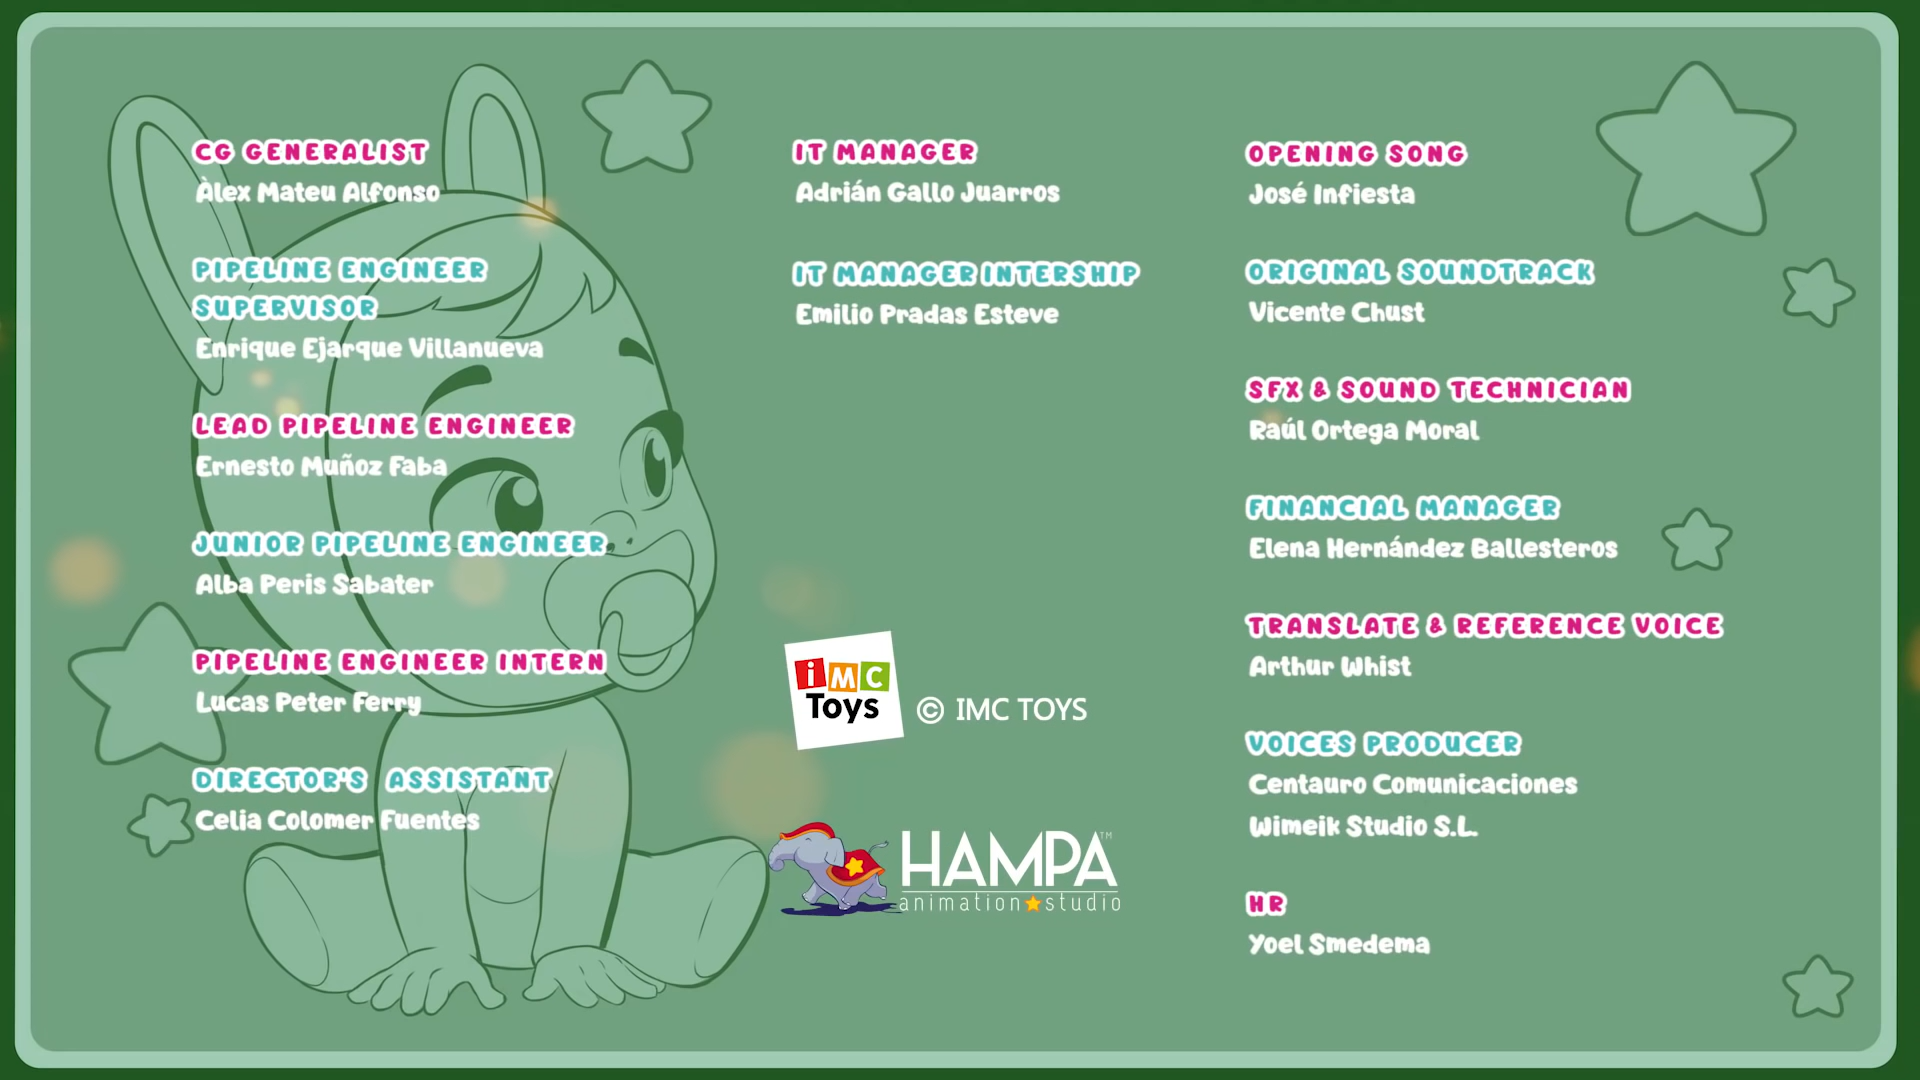 CG GENERALIST
Àlex Mateu Alfonso
PIPELINE ENGINEER
SUPERVISOR
Enrique Ejarque Villanueva
LEAD PIPELINE ENGINEER
Ernesto Muñoz Faba
JUNIOR PIPELINE ENGINEER
Alba Peris Sabater
PIPELINE ENGINEER INTERN
Lucas Peter Ferry
DIRECTOR'S ASSISTANT
Celia Colomer Fuentes
IT MANAGER
Adrián Gallo Juarros
IT MANAGER INTERSHIP
Emilio Pradas Esteve
iMC
Toys
© IMC TOYS
HAMPA™
animation studio
OPENING SONG
José Infiesta
ORIGINAL SOUNDTRACK
Vicente Chust
SFX & SOUND TECHNICIAN
Raúl Ortega Moral
FINANCIAL MANAGER
Elena Hernández Ballesteros
TRANSLATE & REFERENCE VOICE
Arthur Whist
VOICES PRODUCER
Centauro Comunicaciones
Wimeik Studio S.L.
HR
Yoel Smedema